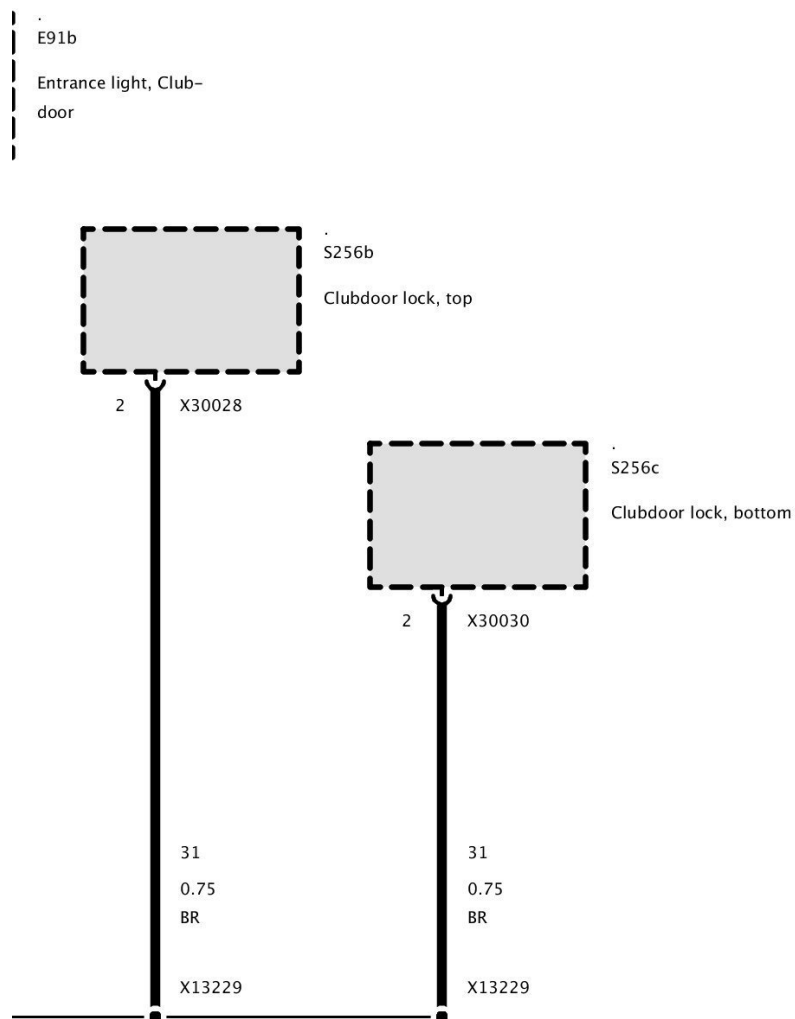 .
E91b
Entrance light, Club-
door
.
S256b
Clubdoor lock, top
2 X30028
.
S256c
Clubdoor lock, bottom
2 X30030
31 31
0.75 0.75
BR BR
X13229 X13229